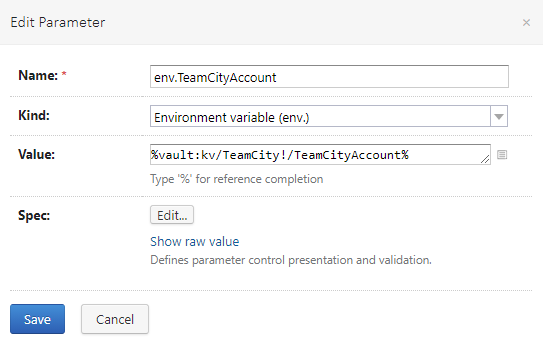 Edit Parameter ×
Name: * env.TeamCityAccount
Kind: Environment variable (env.)
Value: %vault:kv/TeamCity!/TeamCityAccount%
Type '%' for reference completion
Spec: Edit...
Show raw value
Defines parameter control presentation and validation.
Save Cancel